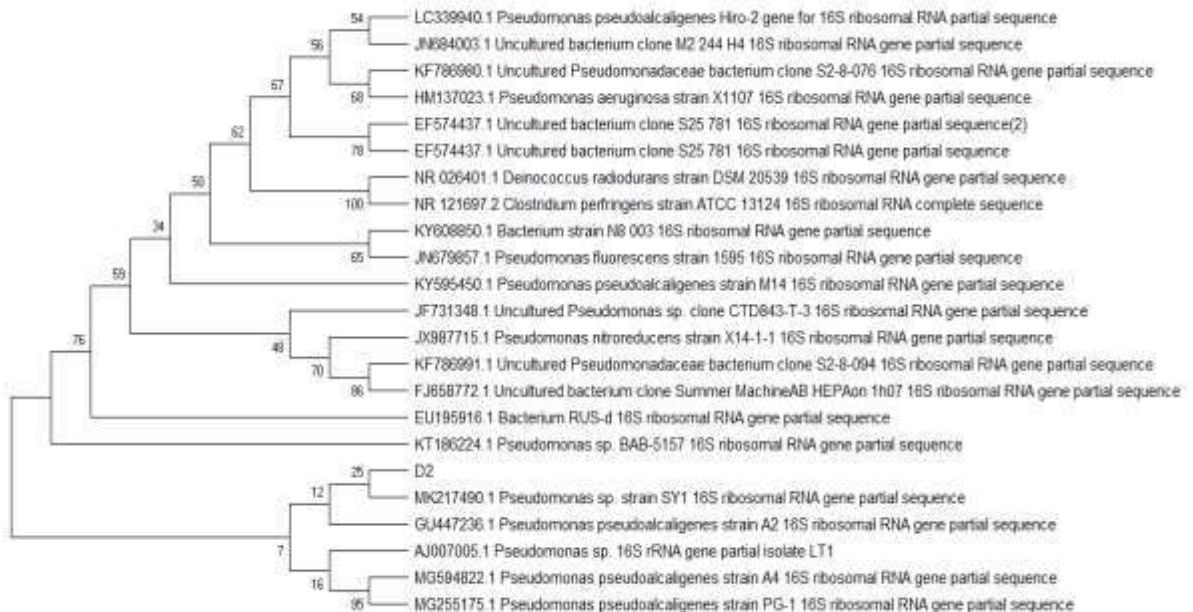 54
LC339940.1 Pseudomonas pseudoalcaligenes Hiro-2 gene for 16S ribosomal RNA partial sequence
56
JN684003.1 Uncultured bacterium clone M2 244 H4 16S ribosomal RNA gene partial sequence
KF786980.1 Uncultured Pseudomonadaceae bacterium clone S2-8-076 16S ribosomal RNA gene partial sequence
67
68
HM137023.1 Pseudomonas aeruginosa strain X1107 16S ribosomal RNA gene partial sequence
EF574437.1 Uncultured bacterium clone S25 781 16S ribosomal RNA gene partial sequence(2)
62
78
EF574437.1 Uncultured bacterium clone S25 781 16S ribosomal RNA gene partial sequence
NR 026401.1 Deinococcus radiodurans strain DSM 20539 16S ribosomal RNA gene partial sequence
50
100
NR 121697.2 Clostridium perfringens strain ATCC 13124 16S ribosomal RNA complete sequence
KY608850.1 Bacterium strain N8 003 16S ribosomal RNA gene partial sequence
34
65
JN679857.1 Pseudomonas fluorescens strain 1595 16S ribosomal RNA gene partial sequence
59
KY595450.1 Pseudomonas pseudoalcaligenes strain M14 16S ribosomal RNA gene partial sequence
JF731348.1 Uncultured Pseudomonas sp. clone CTD843-T-3 16S ribosomal RNA gene partial sequence
76
48
JX987715.1 Pseudomonas nitroreducens strain X14-1-1 16S ribosomal RNA gene partial sequence
70
KF786991.1 Uncultured Pseudomonadaceae bacterium clone S2-8-094 16S ribosomal RNA gene partial sequence
86
FJ658772.1 Uncultured bacterium clone Summer MachineAB HEPAon 1h07 16S ribosomal RNA gene partial sequence
EU195916.1 Bacterium RUS-d 16S ribosomal RNA gene partial sequence
KT186224.1 Pseudomonas sp. BAB-5157 16S ribosomal RNA gene partial sequence
25
D2
12
MK217490.1 Pseudomonas sp. strain SY1 16S ribosomal RNA gene partial sequence
GU447236.1 Pseudomonas pseudoalcaligenes strain A2 16S ribosomal RNA gene partial sequence
7
AJ007005.1 Pseudomonas sp. 16S rRNA gene partial isolate LT1
16
MG594822.1 Pseudomonas pseudoalcaligenes strain A4 16S ribosomal RNA gene partial sequence
95
MG255175.1 Pseudomonas pseudoalcaligenes strain PG-1 16S ribosomal RNA gene partial sequence